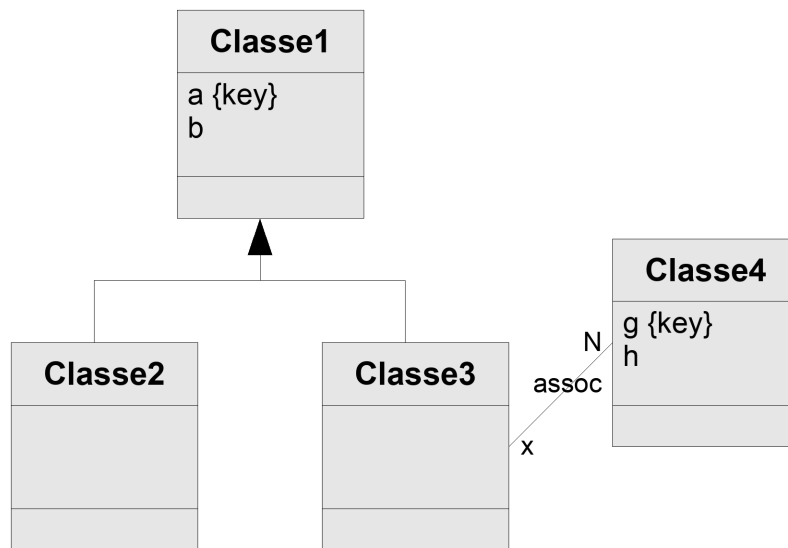 Classe1
a {key}
b
Classe2
Classe3
N
assoc
x
Classe4
g {key}
h